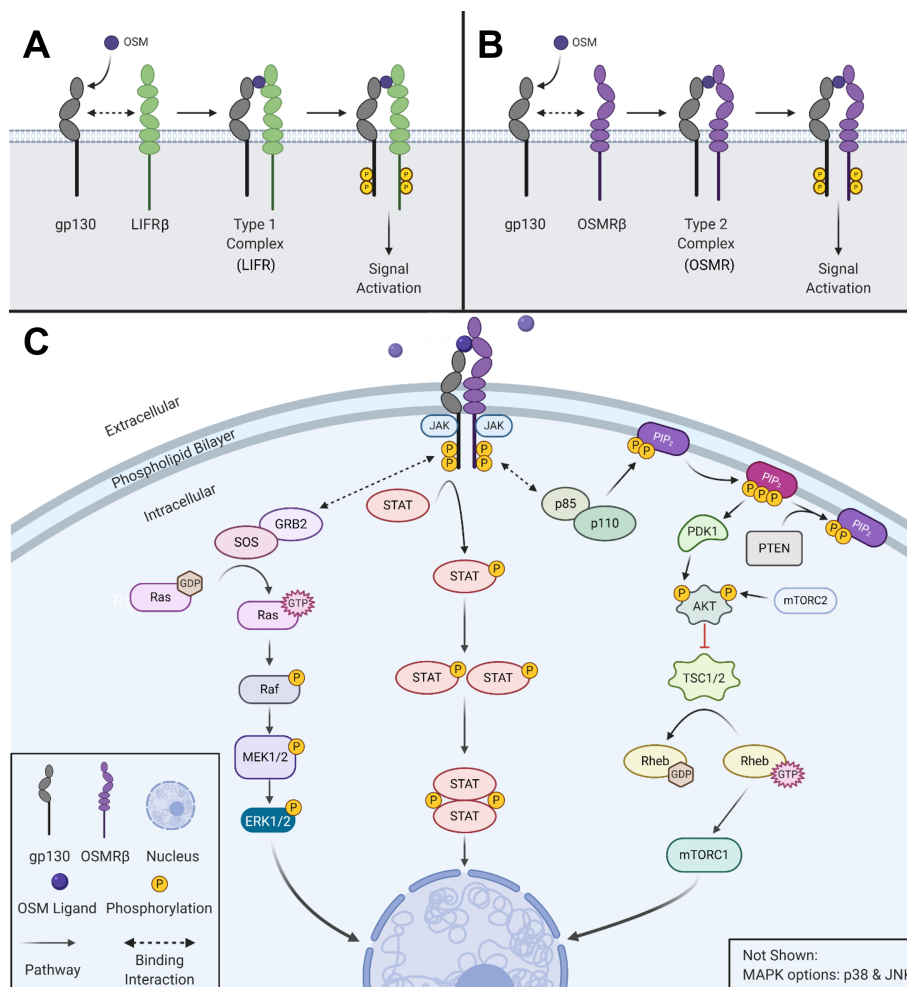 A
OSM
gp130
LIFRβ
Type 1
Complex
(LIFR)
P
P
P
P
Signal
Activation
B
OSM
gp130
OSMRβ
Type 2
Complex
(OSMR)
P
P
P
P
Signal
Activation
C
Extracellular
Phospholipid Bilayer
Intracellular
JAK
JAK
P
P
P
P
GRB2
SOS
Ras
GDP
Ras
GTP
Raf
P
MEK1/2
P
ERK1/2
P
STAT
STAT
P
STAT
P
STAT
P
STAT
P
P
STAT
p85
p110
PIP2
P
P
PIP3
P
P
P
PIP2
P
P
PDK1
PTEN
P
P
AKT
mTORC2
TSC1/2
Rheb
GDP
Rheb
GTP
mTORC1
gp130
OSMRβ
Nucleus
P
OSM Ligand
Phosphorylation
Pathway
Binding
Interaction
Not Shown:
MAPK options: p38 & JNK